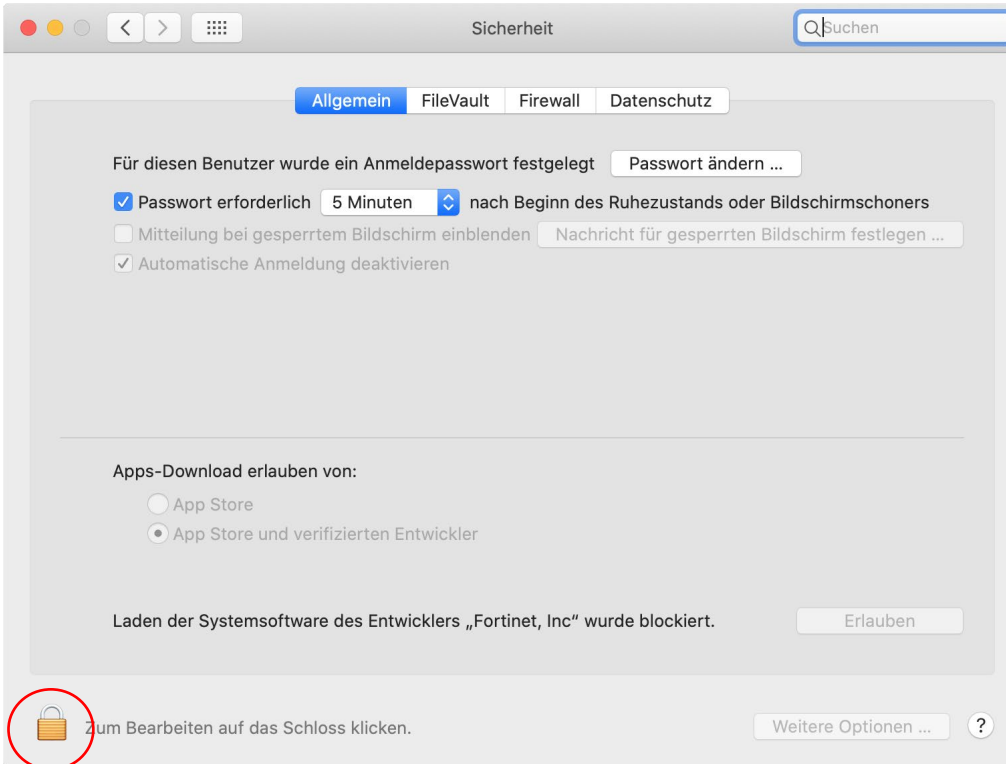 Sicherheit
Suchen
Allgemein FileVault Firewall Datenschutz
Für diesen Benutzer wurde ein Anmeldepasswort festgelegt Passwort ändern ...
Passwort erforderlich 5 Minuten nach Beginn des Ruhezustands oder Bildschirmschoners
Mitteilung bei gesperrtem Bildschirm einblenden Nachricht für gesperrten Bildschirm festlegen ...
Automatische Anmeldung deaktivieren
Apps-Download erlauben von:
App Store
App Store und verifizierten Entwickler
Laden der Systemsoftware des Entwicklers „Fortinet, Inc“ wurde blockiert. Erlauben
Zum Bearbeiten auf das Schloss klicken. Weitere Optionen ... ?